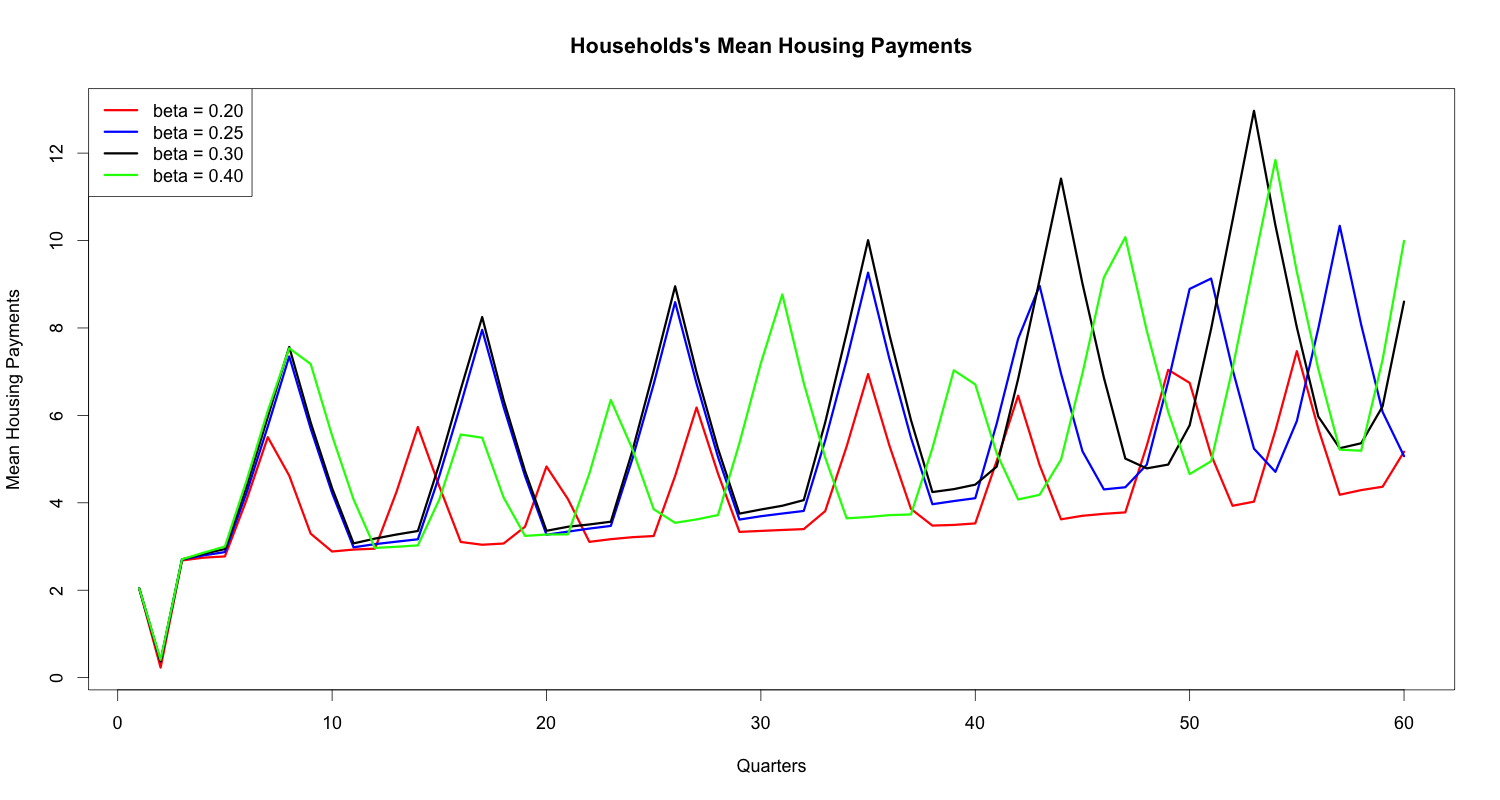 Households's Mean Housing Payments
beta = 0.20
beta = 0.25
beta = 0.30
beta = 0.40
Mean Housing Payments
12
10
8
6
4
2
0
0 10 20 30 40 50 60
Quarters